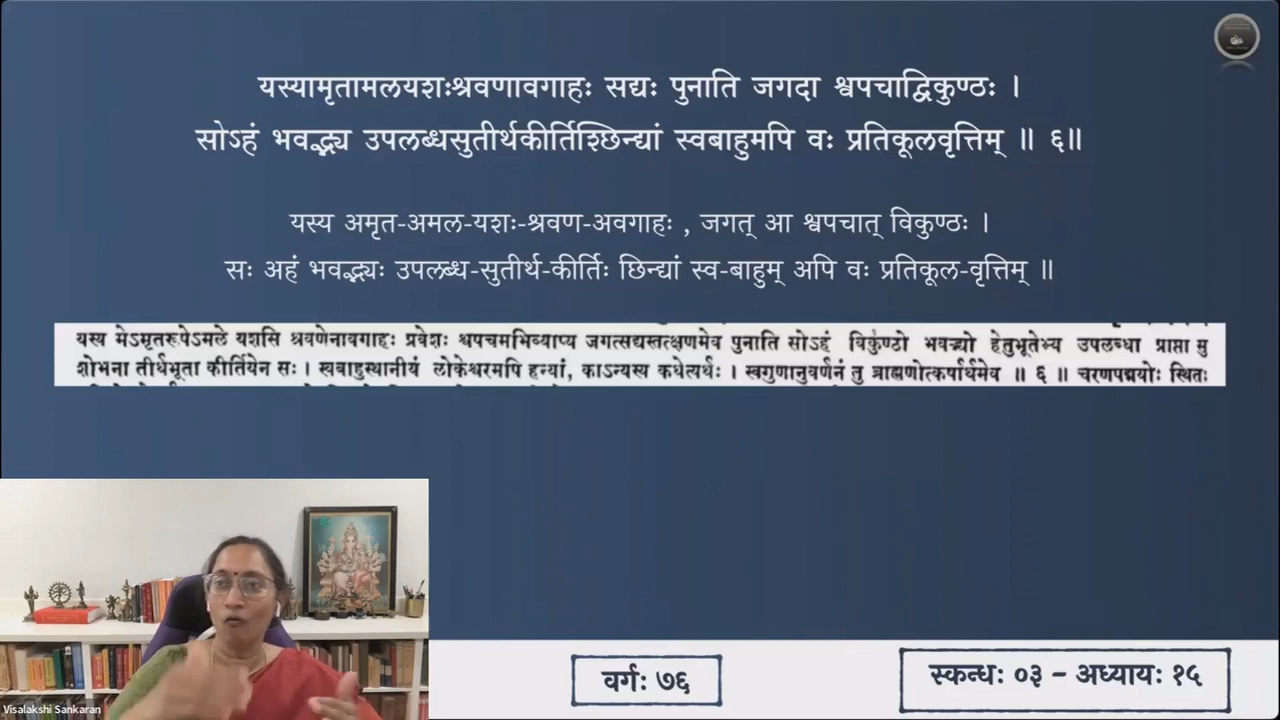 यस्यामृतामलयशःश्रवणावगाहः सद्यः पुनाति जगदा श्वपचाद्विकुण्ठः ।
सोऽहं भवद्भ्य उपलब्धसुतीर्थकीर्तिश्छिन्द्यां स्वबाहुमपि वः प्रतिकूलवृत्तिम् ॥ ६॥
यस्य अमृत-अमल-यशः-श्रवण-अवगाहः , जगत् आ श्वपचात् विकुण्ठः ।
सः अहं भवद्भ्यः उपलब्ध-सुतीर्थ-कीर्तिः छिन्द्यां स्व-बाहुम् अपि वः प्रतिकूल-वृत्तिम् ॥
यस्य मेऽमृतरूपेऽमले यशसि श्रवणेनावगाहः प्रवेशः श्वपचमभिव्याप्य जगत्सद्यस्तत्क्षणमेव पुनाति सोऽहं विकुण्ठो भवद्भ्यो हेतुभूतेभ्य उपलब्धा प्राप्ता सु
शोभना तीर्थभूता कीर्तियेन सः । स्वबाहुस्थानीयं लोकेश्वरमपि हन्यां, काऽन्यस्य कथेत्यर्थः । स्वगुणानुवर्णनं तु ब्राह्मणोत्कर्षार्थमेव ॥ ६ ॥ चरणपद्मयोः स्थितः
Visalakshi Sankaran
वर्गः ७६
स्कन्धः ०३ – अध्यायः १५